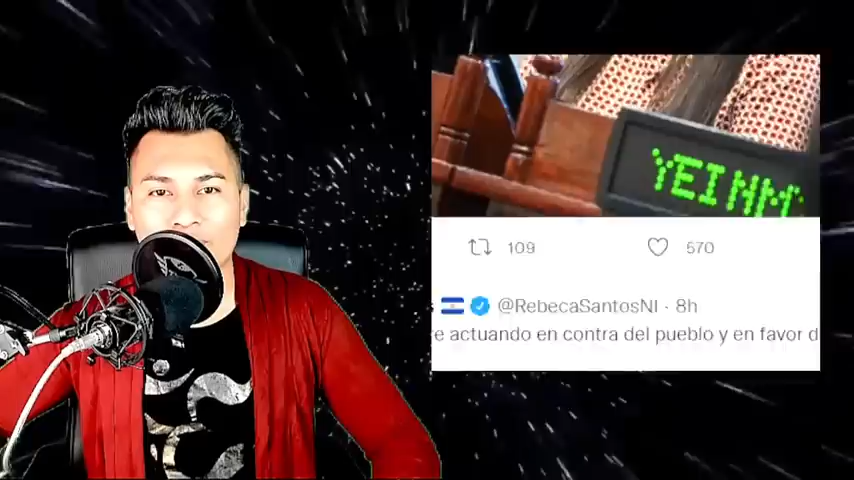 YEINM
109 570
@RebecaSantosNI · 8h
e actuando en contra del pueblo y en favor d